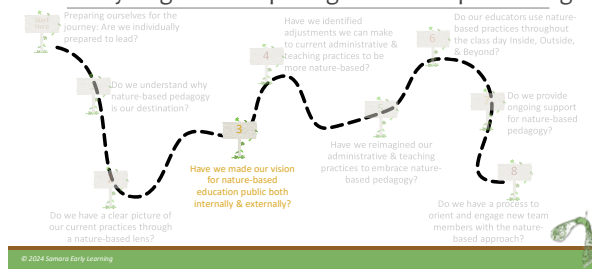 Start
Here
Preparing ourselves for the
journey: Are we individually
prepared to lead?
Do we understand why
nature-based pedagogy
is our destination?
Do we have a clear picture of
our current practices through
a nature-based lens?
3
Have we made our vision
for nature-based
education public both
internally & externally?
4
Have we identified
adjustments we can make
to current administrative &
teaching practices to be
more nature-based?
Have we reimagined our
administrative & teaching
practices to embrace nature-
based pedagogy?
6
Do our educators use nature-
based practices throughout
the class day Inside, Outside,
& Beyond?
Do we provide
ongoing support
for nature-based
pedagogy?
8
Do we have a process to
orient and engage new team
members with the nature-
based approach?
© 2024 Samara Early Learning